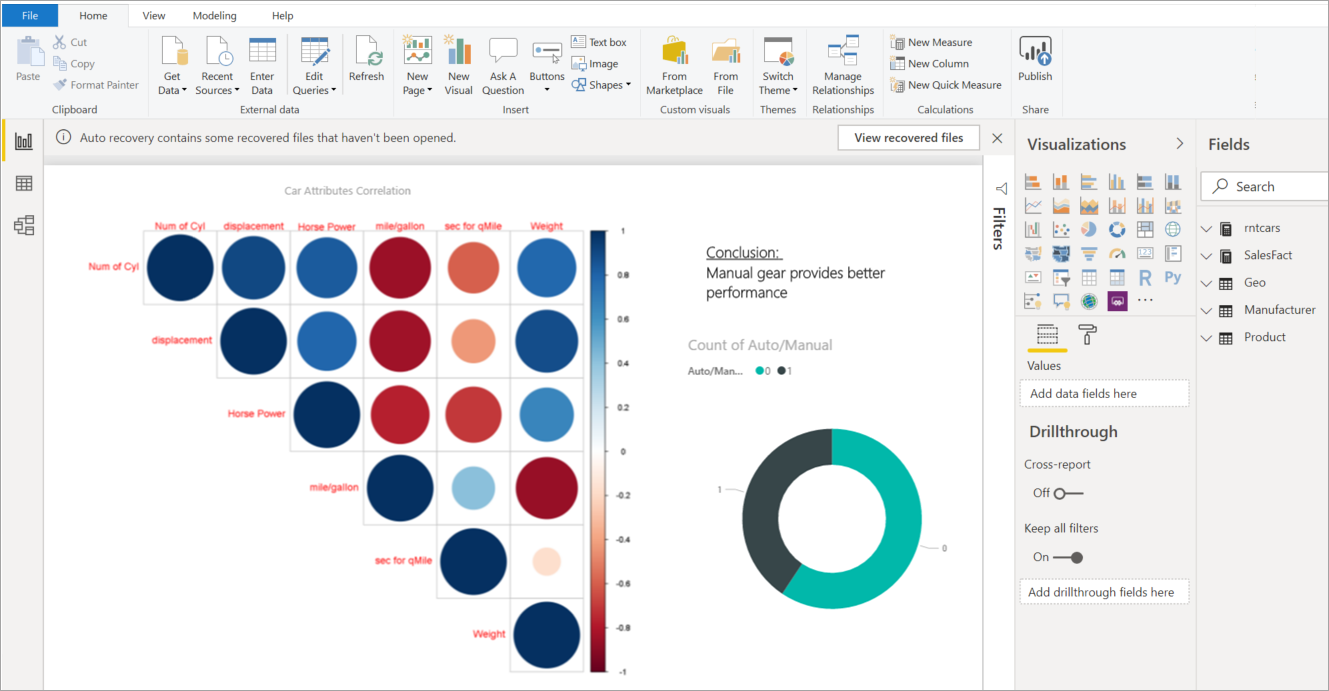 File Home View Modeling Help
Paste
Cut
Copy
Format Painter
Clipboard
Get Data
Recent Sources
Enter Data
External data
Edit Queries
Refresh
New Page
New Visual
Ask A Question
Buttons
Text box
Image
Shapes
Insert
From Marketplace
From File
Custom visuals
Switch Theme
Themes
Manage Relationships
Relationships
New Measure
New Column
New Quick Measure
Calculations
Publish
Share
Auto recovery contains some recovered files that haven't been opened.
View recovered files
Car Attributes Correlation
Num of Cyl displacement Horse Power mile/gallon sec for qMile Weight
Num of Cyl
displacement
Horse Power
mile/gallon
sec for qMile
Weight
1
0.8
0.6
0.4
0.2
0
-0.2
-0.4
-0.6
-0.8
-1
Conclusion:
Manual gear provides better
performance
Count of Auto/Manual
Auto/Man... 0 1
1
0
Filters
Visualizations
R Py
Values
Add data fields here
Drillthrough
Cross-report
Off
Keep all filters
On
Add drillthrough fields here
Fields
Search
rntcars
SalesFact
Geo
Manufacturer
Product